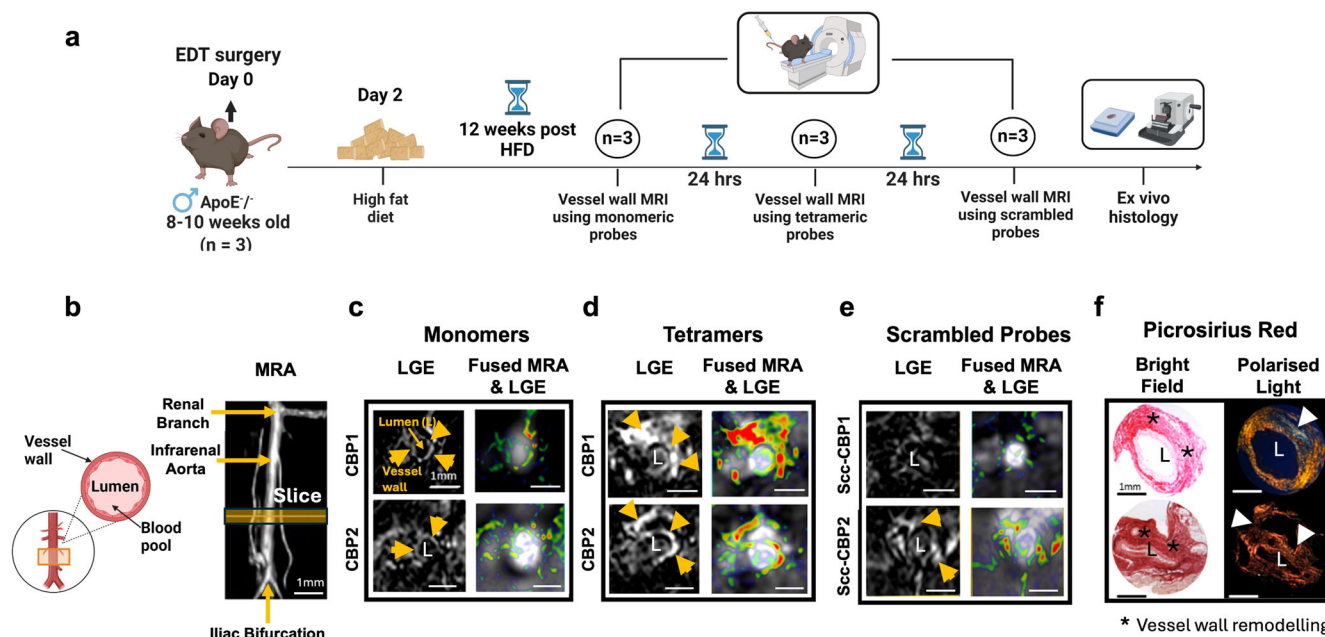 a
EDT surgery
Day 0
ApoE-/-
8-10 weeks old
(n = 3)
Day 2
High fat
diet
12 weeks post
HFD
n=3
Vessel wall MRI
using monomeric
probes
24 hrs
n=3
Vessel wall MRI
using tetrameric
probes
24 hrs
n=3
Vessel wall MRI
using scrambled
probes
Ex vivo
histology
b
MRA
Vessel
wall
Lumen
Blood
pool
Renal
Branch
Infrarenal
Aorta
Slice
1mm
Iliac Bifurcation
c
Monomers
LGE
Fused MRA
& LGE
CBP1
Lumen (L)
Vessel
wall
1mm
CBP2
L
d
Tetramers
LGE
Fused MRA
& LGE
CBP1
L
CBP2
L
e
Scrambled Probes
LGE
Fused MRA
& LGE
Scc-CBP1
L
Scc-CBP2
L
f
Picrosirius Red
Bright
Field
Polarised
Light
*
*
L
1mm
L
*
*
L
L
* Vessel wall remodelling